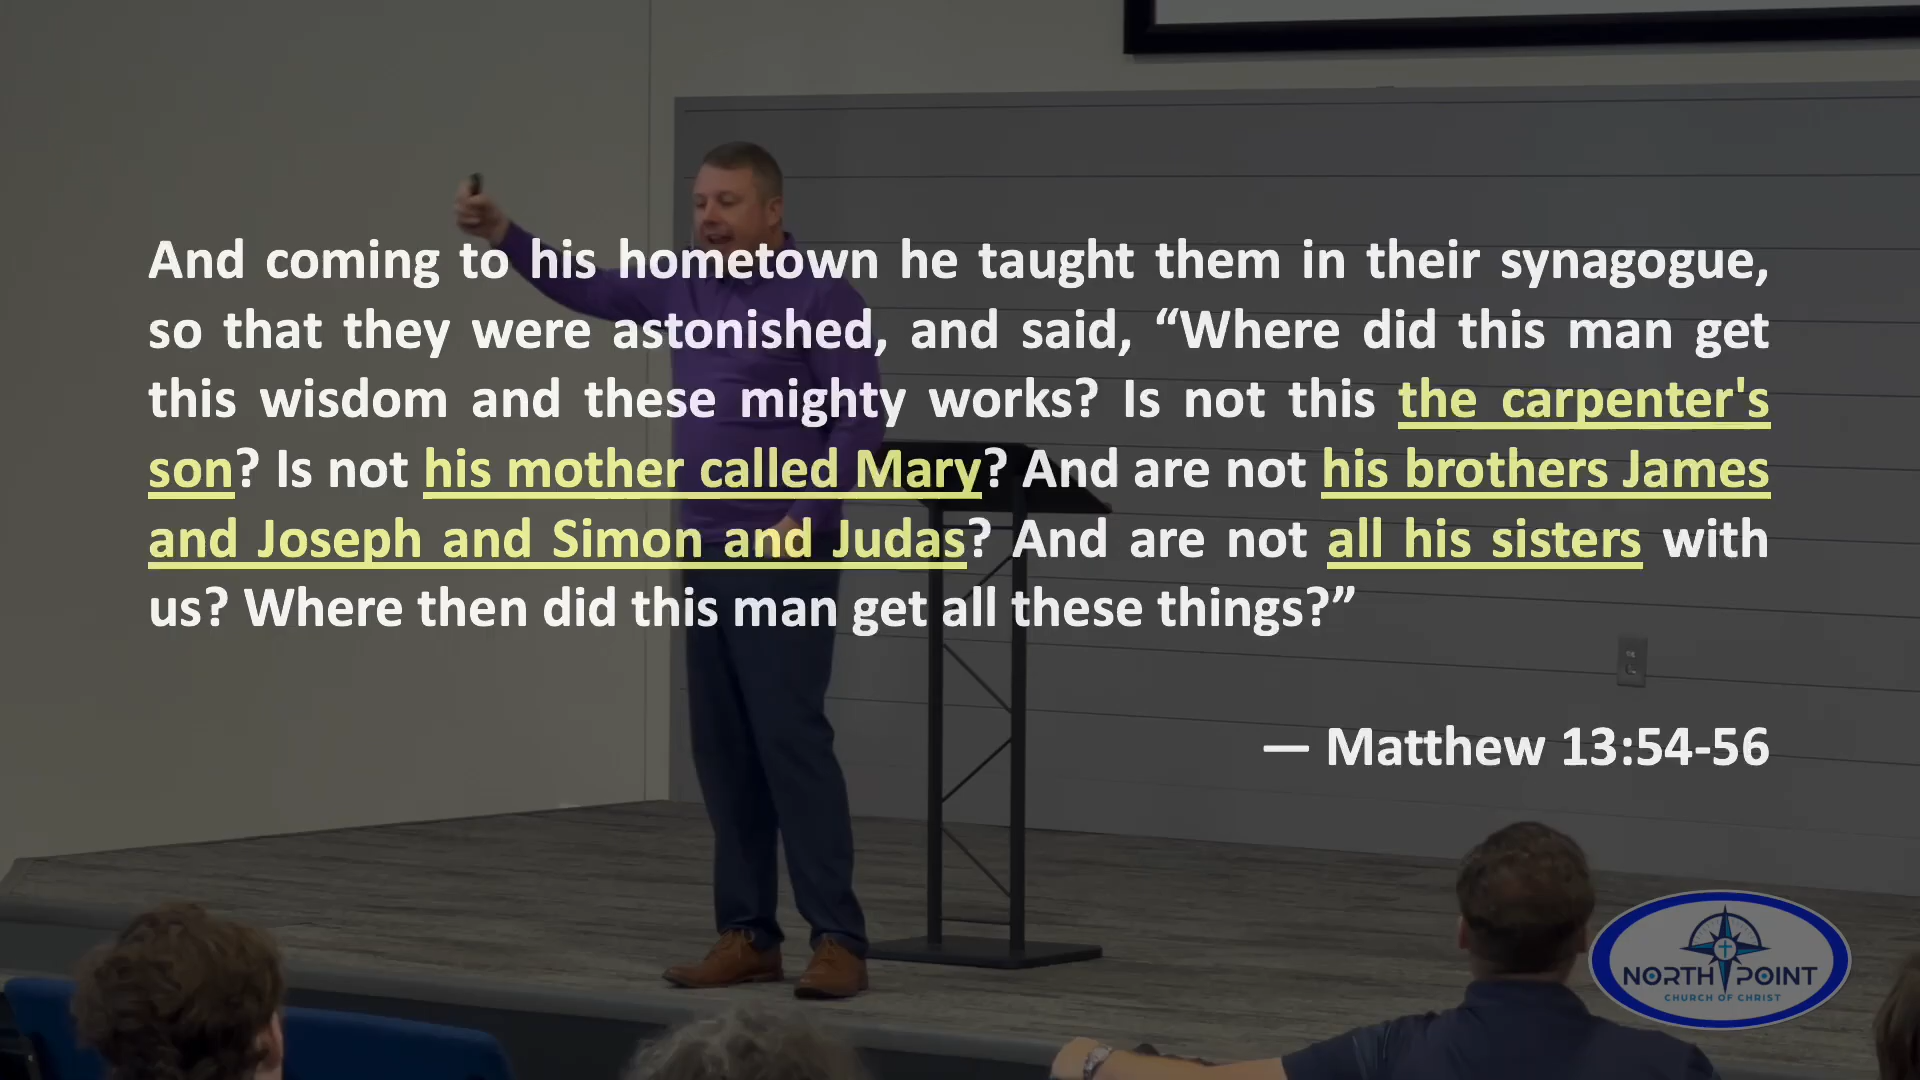 And coming to his hometown he taught them in their synagogue,
so that they were astonished, and said, “Where did this man get
this wisdom and these mighty works? Is not this the carpenter's
son? Is not his mother called Mary? And are not his brothers James
and Joseph and Simon and Judas? And are not all his sisters with
us? Where then did this man get all these things?”
— Matthew 13:54-56
NORTH POINT
CHURCH OF CHRIST